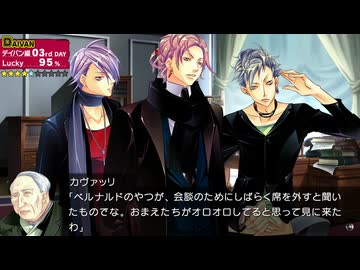 DAIVAN
デイバン編 03rd DAY
Lucky 95%
カヴァッリ
「ベルナルドのやつが、会談のためにしばらく席を外すと聞い
たものでな。おまえたちがオロオロしてると思って見に来た
わ」